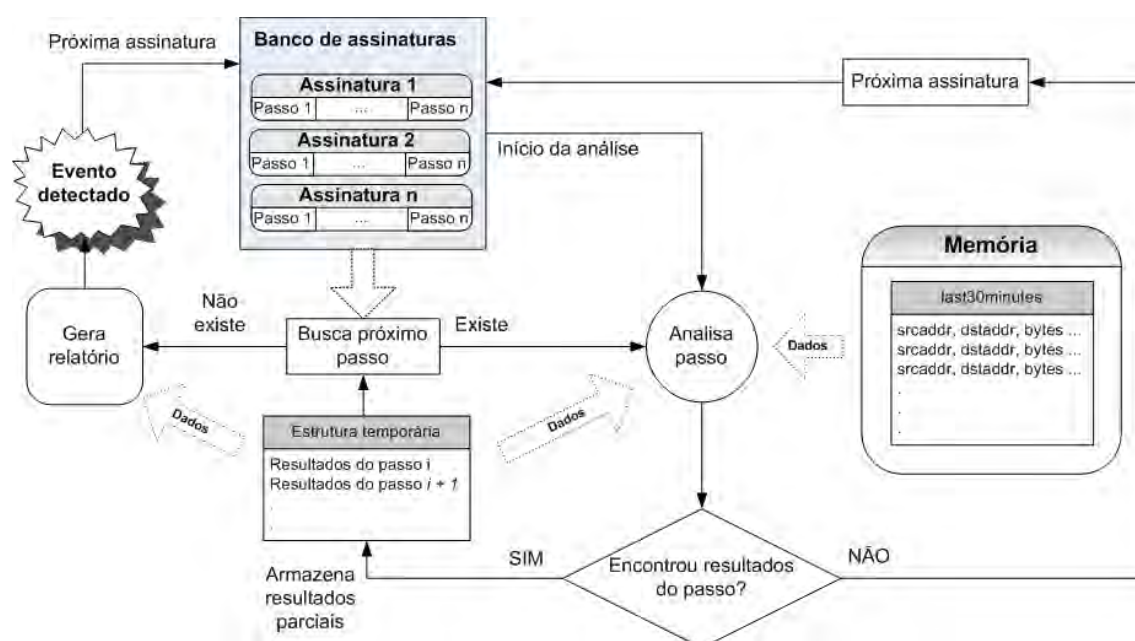 Próxima assinatura
Banco de assinaturas
Assinatura 1
Passo 1 ... Passo n
Assinatura 2
Passo 1 ... Passo n
Assinatura n
Passo 1 ... Passo n
Início da análise
Próxima assinatura
Evento
detectado
Memória
last30minutes
srcaddr, dstaddr, bytes ...
srcaddr, dstaddr, bytes ...
srcaddr, dstaddr, bytes ...
.
.
.
Gera
relatório
Não
existe
Busca próximo
passo
Existe
Analisa
passo
Dados
Dados
Dados
Estrutura temporária
Resultados do passo i
Resultados do passo i + 1
.
.
Armazena
resultados
parciais
SIM
Encontrou resultados
do passo?
NÃO